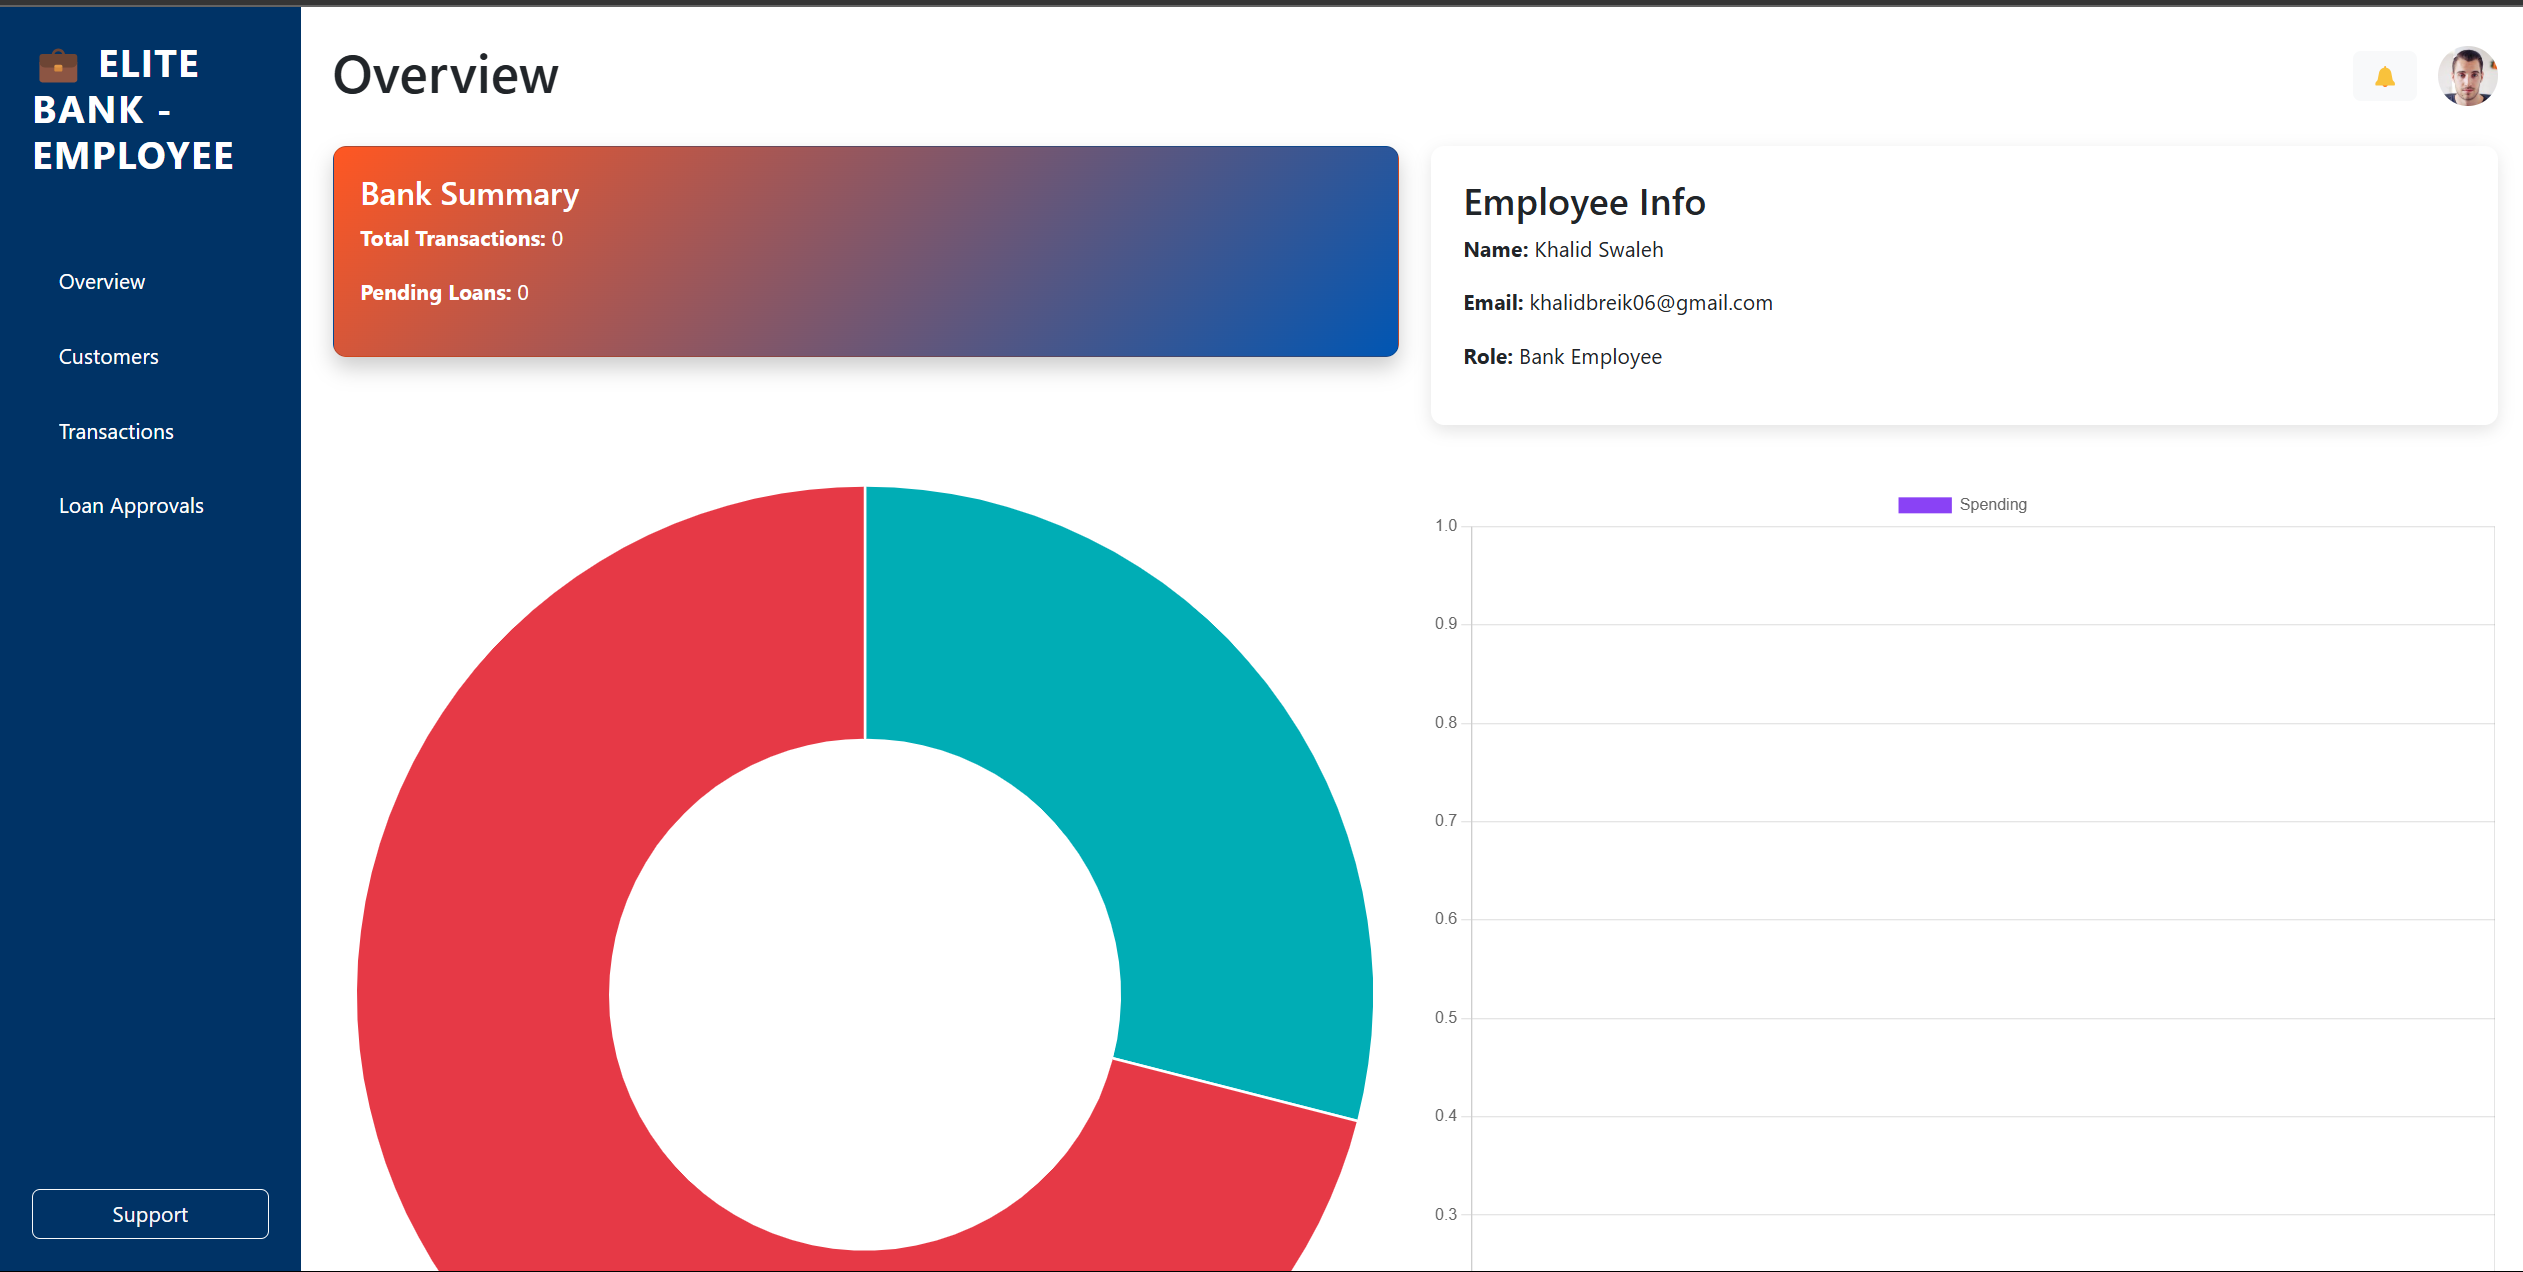 ELITE
BANK -
EMPLOYEE
Overview
Customers
Transactions
Loan Approvals
Support
Overview
Bank Summary
Total Transactions: 0
Pending Loans: 0
Employee Info
Name: Khalid Swaleh
Email: khalidbreik06@gmail.com
Role: Bank Employee
Spending
1.0
0.9
0.8
0.7
0.6
0.5
0.4
0.3